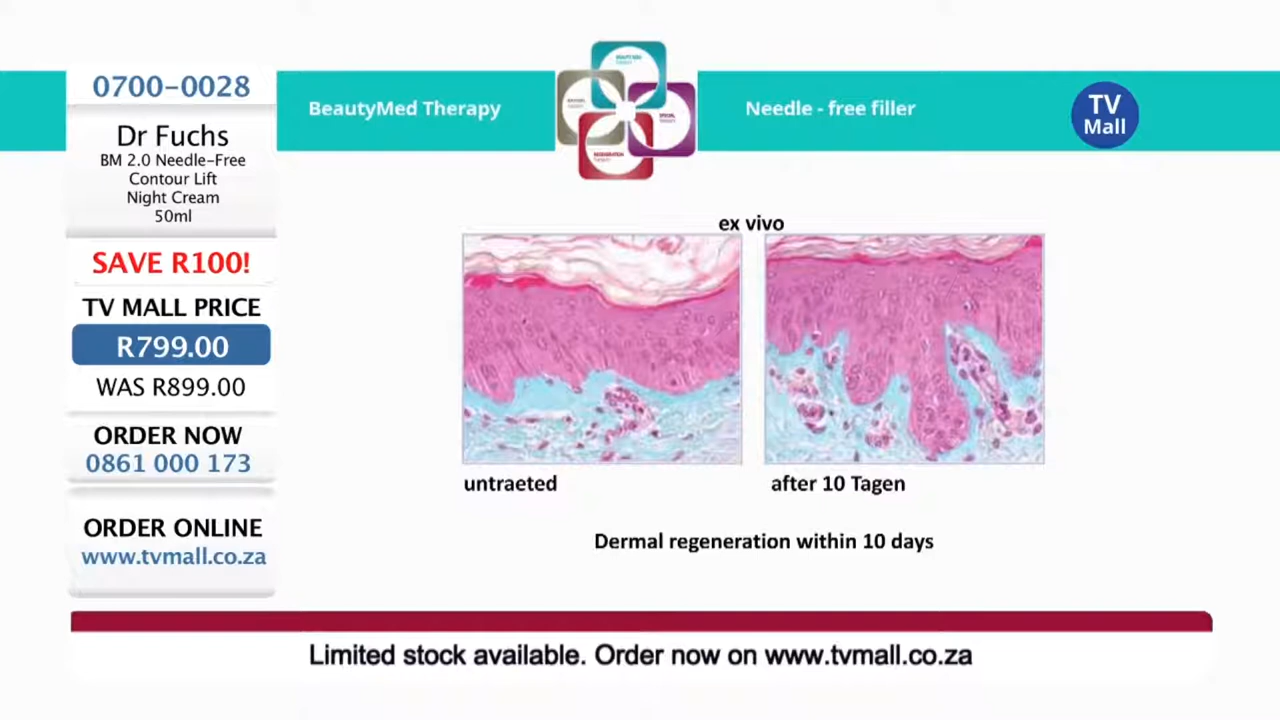 0700-0028
Dr Fuchs
BM 2.0 Needle-Free
Contour Lift
Night Cream
50ml
SAVE R100!
TV MALL PRICE
R799.00
WAS R899.00
ORDER NOW
0861 000 173
ORDER ONLINE
www.tvmall.co.za
BeautyMed Therapy
Needle - free filler
TV
Mall
ex vivo
untraeted
after 10 Tagen
Dermal regeneration within 10 days
Limited stock available. Order now on www.tvmall.co.za